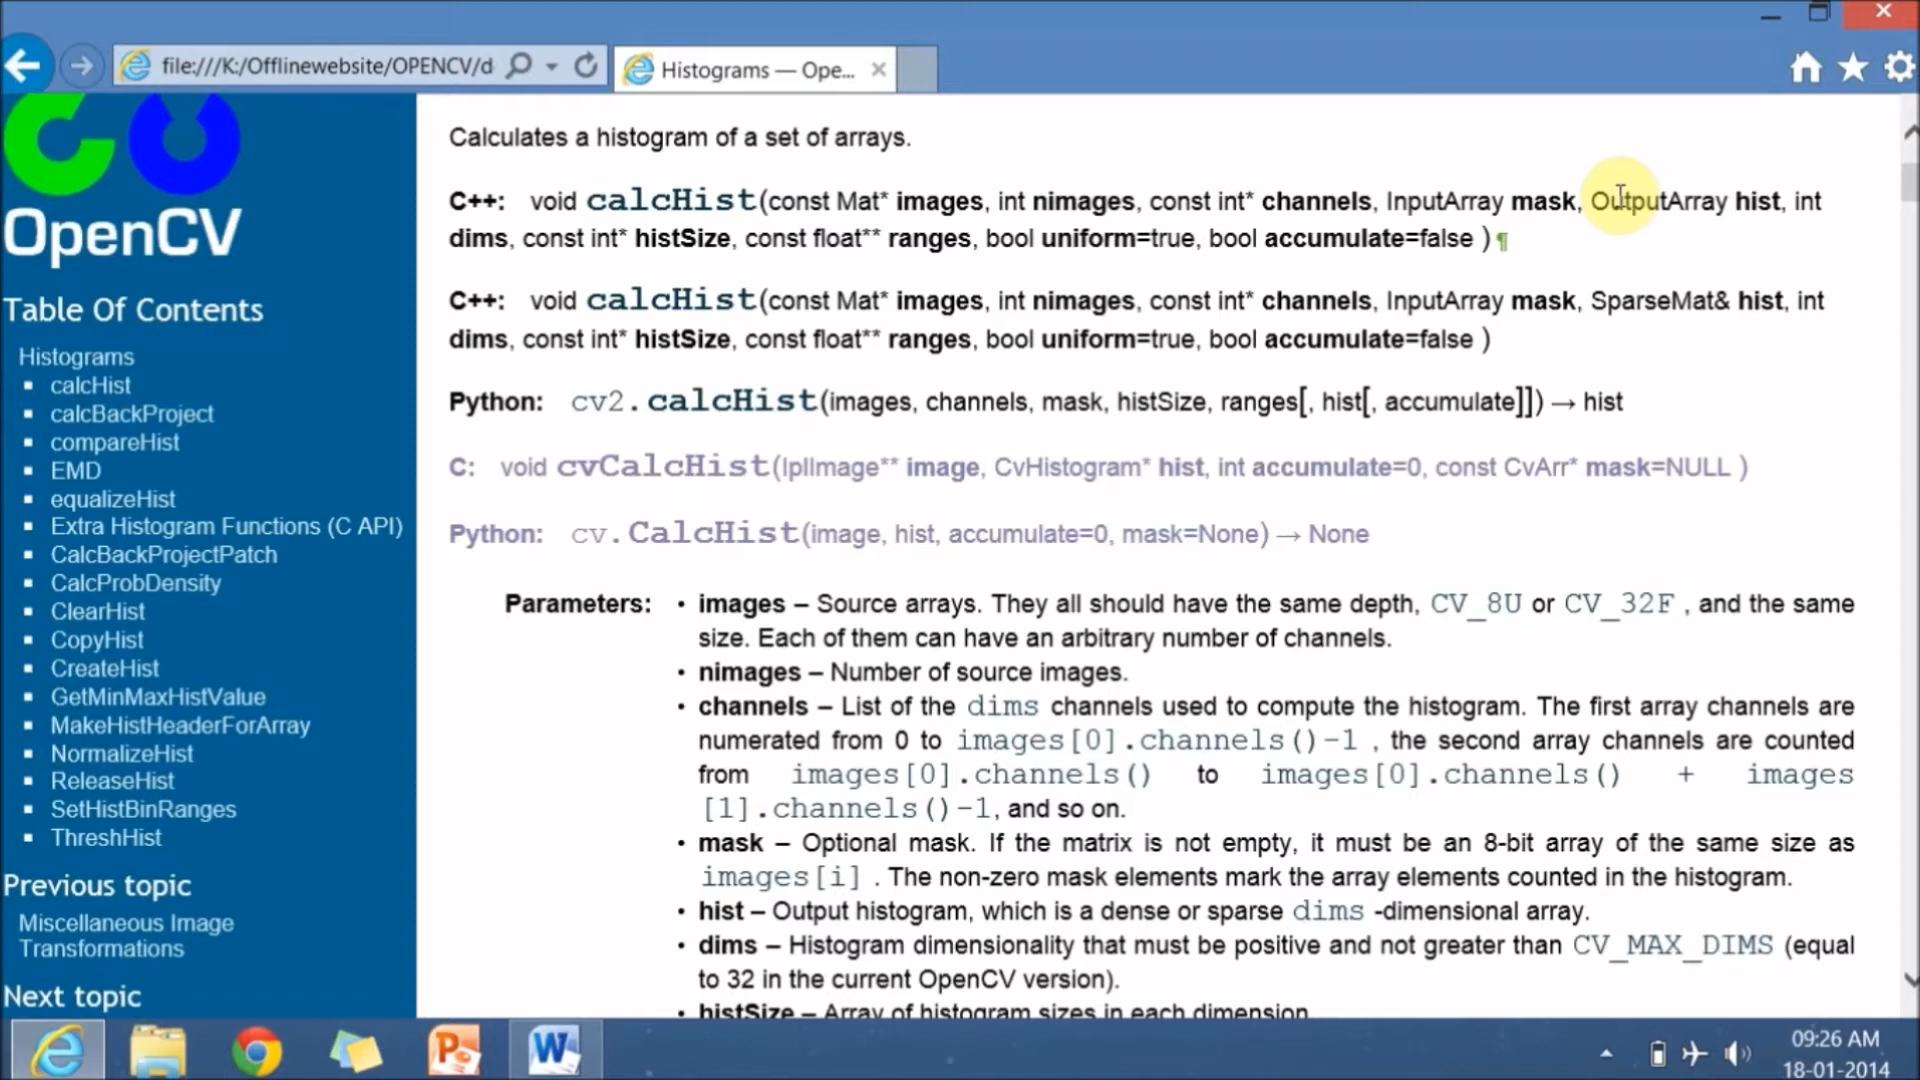 file:///K:/Offlinewebsite/OPENCV/d
Histograms — Ope...
OpenCV
Table Of Contents
Histograms
calcHist
calcBackProject
compareHist
EMD
equalizeHist
Extra Histogram Functions (C API)
CalcBackProjectPatch
CalcProbDensity
ClearHist
CopyHist
CreateHist
GetMinMaxHistValue
MakeHistHeaderForArray
NormalizeHist
ReleaseHist
SetHistBinRanges
ThreshHist
Previous topic
Miscellaneous Image
Transformations
Next topic
Calculates a histogram of a set of arrays.
C++: void calcHist(const Mat* images, int nimages, const int* channels, InputArray mask, OutputArray hist, int
dims, const int* histSize, const float** ranges, bool uniform=true, bool accumulate=false )¶
C++: void calcHist(const Mat* images, int nimages, const int* channels, InputArray mask, SparseMat& hist, int
dims, const int* histSize, const float** ranges, bool uniform=true, bool accumulate=false )
Python: cv2.calcHist(images, channels, mask, histSize, ranges[, hist[, accumulate]]) → hist
C: void cvCalcHist(IplImage** image, CvHistogram* hist, int accumulate=0, const CvArr* mask=NULL )
Python: cv.CalcHist(image, hist, accumulate=0, mask=None) → None
Parameters: • images – Source arrays. They all should have the same depth, CV_8U or CV_32F , and the same
size. Each of them can have an arbitrary number of channels.
• nimages – Number of source images.
• channels – List of the dims channels used to compute the histogram. The first array channels are
numerated from 0 to images[0].channels()-1 , the second array channels are counted
from images[0].channels() to images[0].channels() + images
[1].channels()-1, and so on.
• mask – Optional mask. If the matrix is not empty, it must be an 8-bit array of the same size as
images[i] . The non-zero mask elements mark the array elements counted in the histogram.
• hist – Output histogram, which is a dense or sparse dims -dimensional array.
• dims – Histogram dimensionality that must be positive and not greater than CV_MAX_DIMS (equal
to 32 in the current OpenCV version).
• histSize – Array of histogram sizes in each dimension.
09:26 AM
18-01-2014